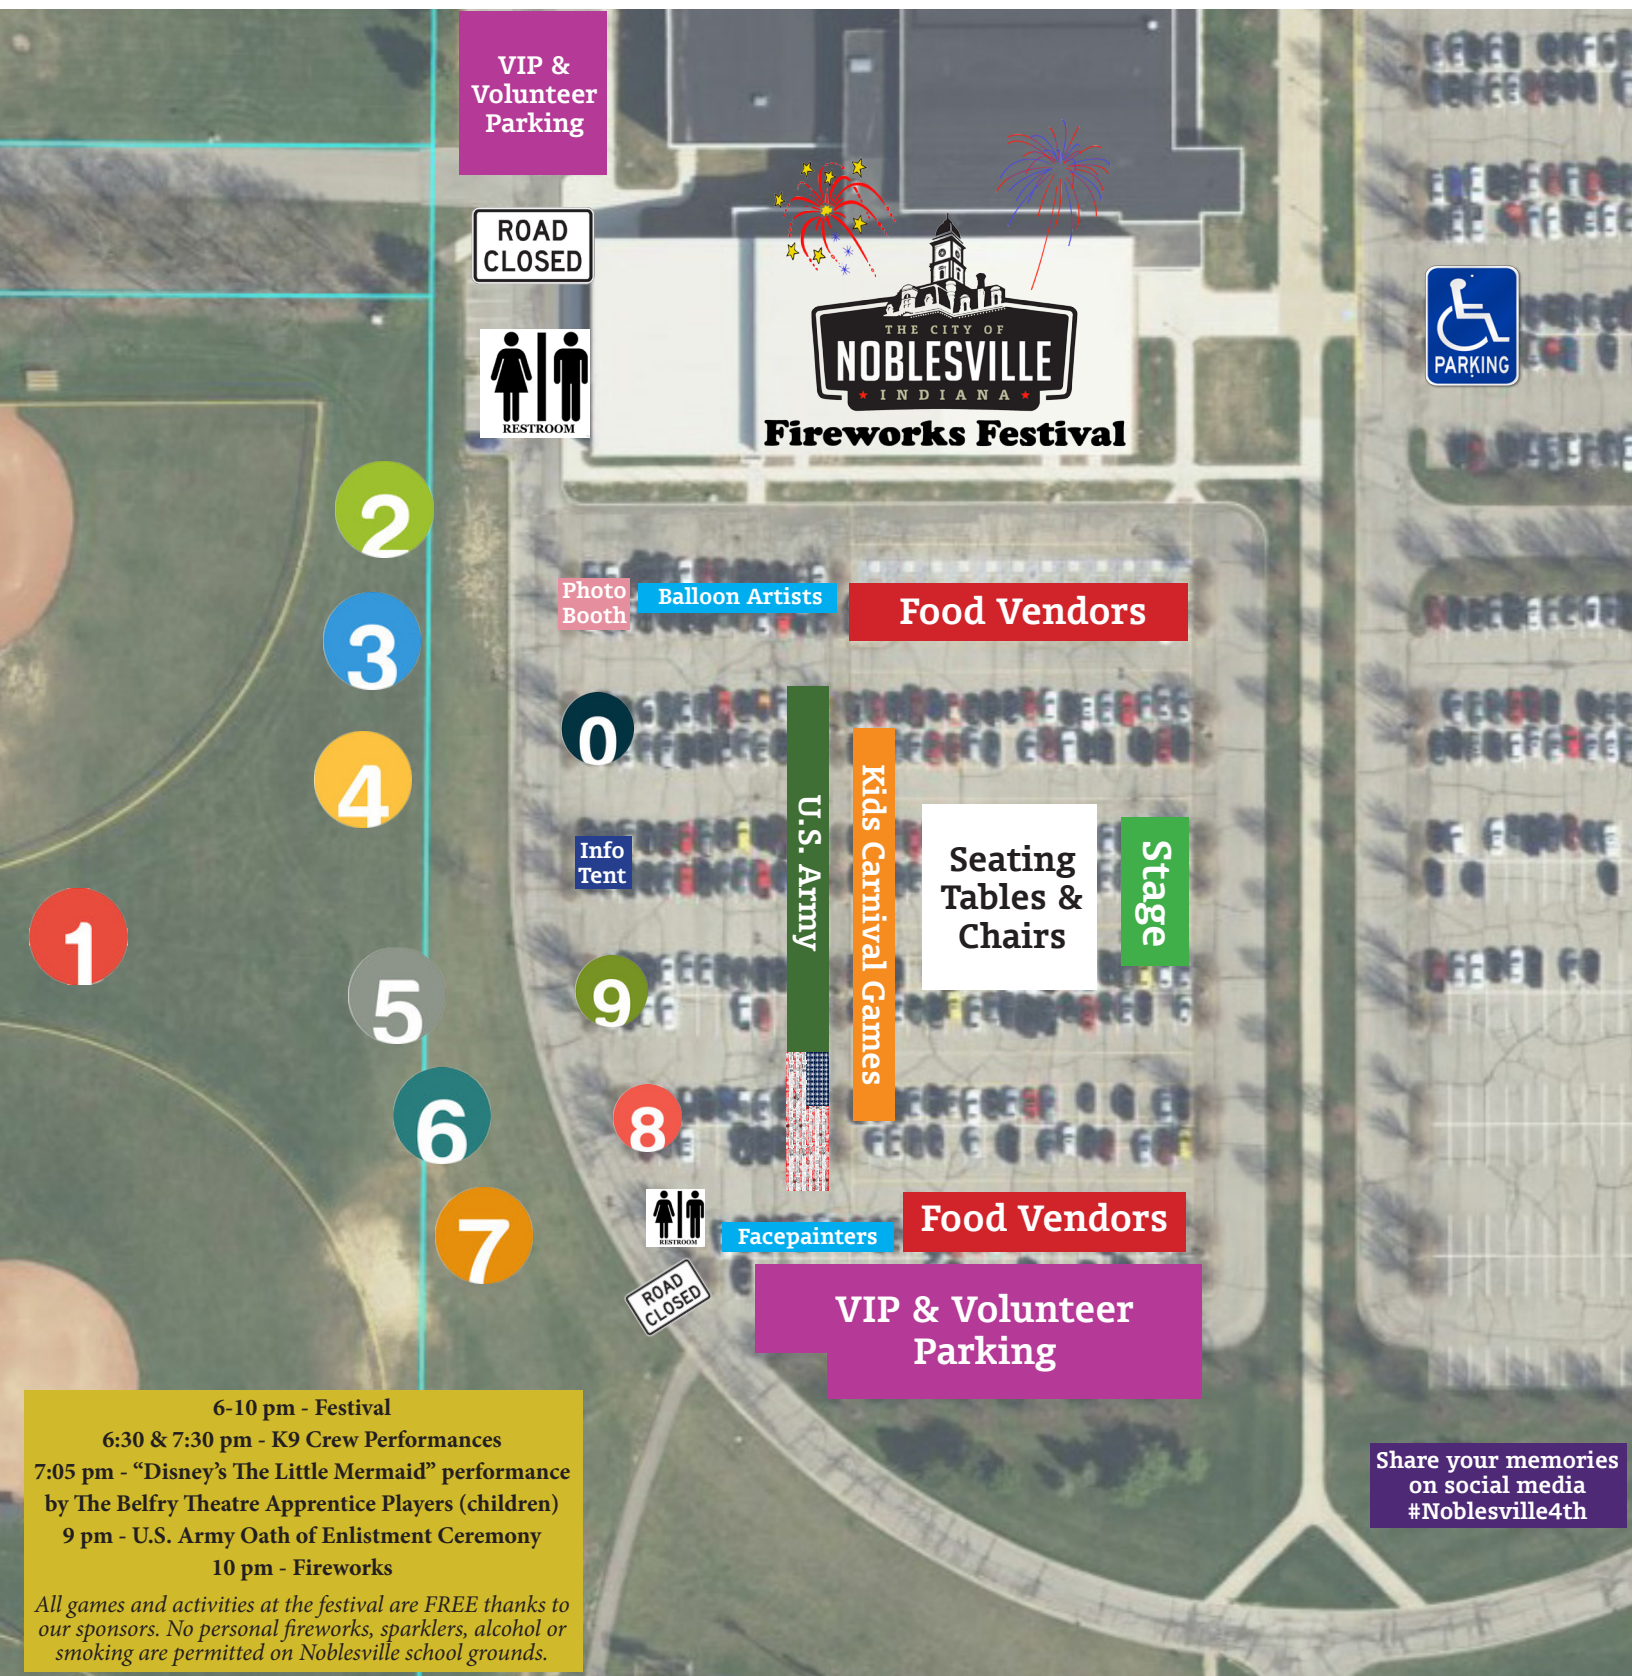 VIP &
Volunteer
Parking
ROAD
CLOSED
RESTROOM
THE CITY OF
NOBLESVILLE
INDIANA
Fireworks Festival
PARKING
2
Photo
Booth
Balloon Artists
Food Vendors
3
0
4
U.S. Army
Kids Carnival Games
Info
Tent
Seating
Tables &
Chairs
Stage
1
5
9
6
8
7
RESTROOM
Facepainters
Food Vendors
ROAD
CLOSED
VIP & Volunteer
Parking
6-10 pm - Festival
6:30 & 7:30 pm - K9 Crew Performances
7:05 pm - “Disney’s The Little Mermaid” performance
by The Belfry Theatre Apprentice Players (children)
9 pm - U.S. Army Oath of Enlistment Ceremony
10 pm - Fireworks
All games and activities at the festival are FREE thanks to
our sponsors. No personal fireworks, sparklers, alcohol or
smoking are permitted on Noblesville school grounds.
Share your memories
on social media
#Noblesville4th